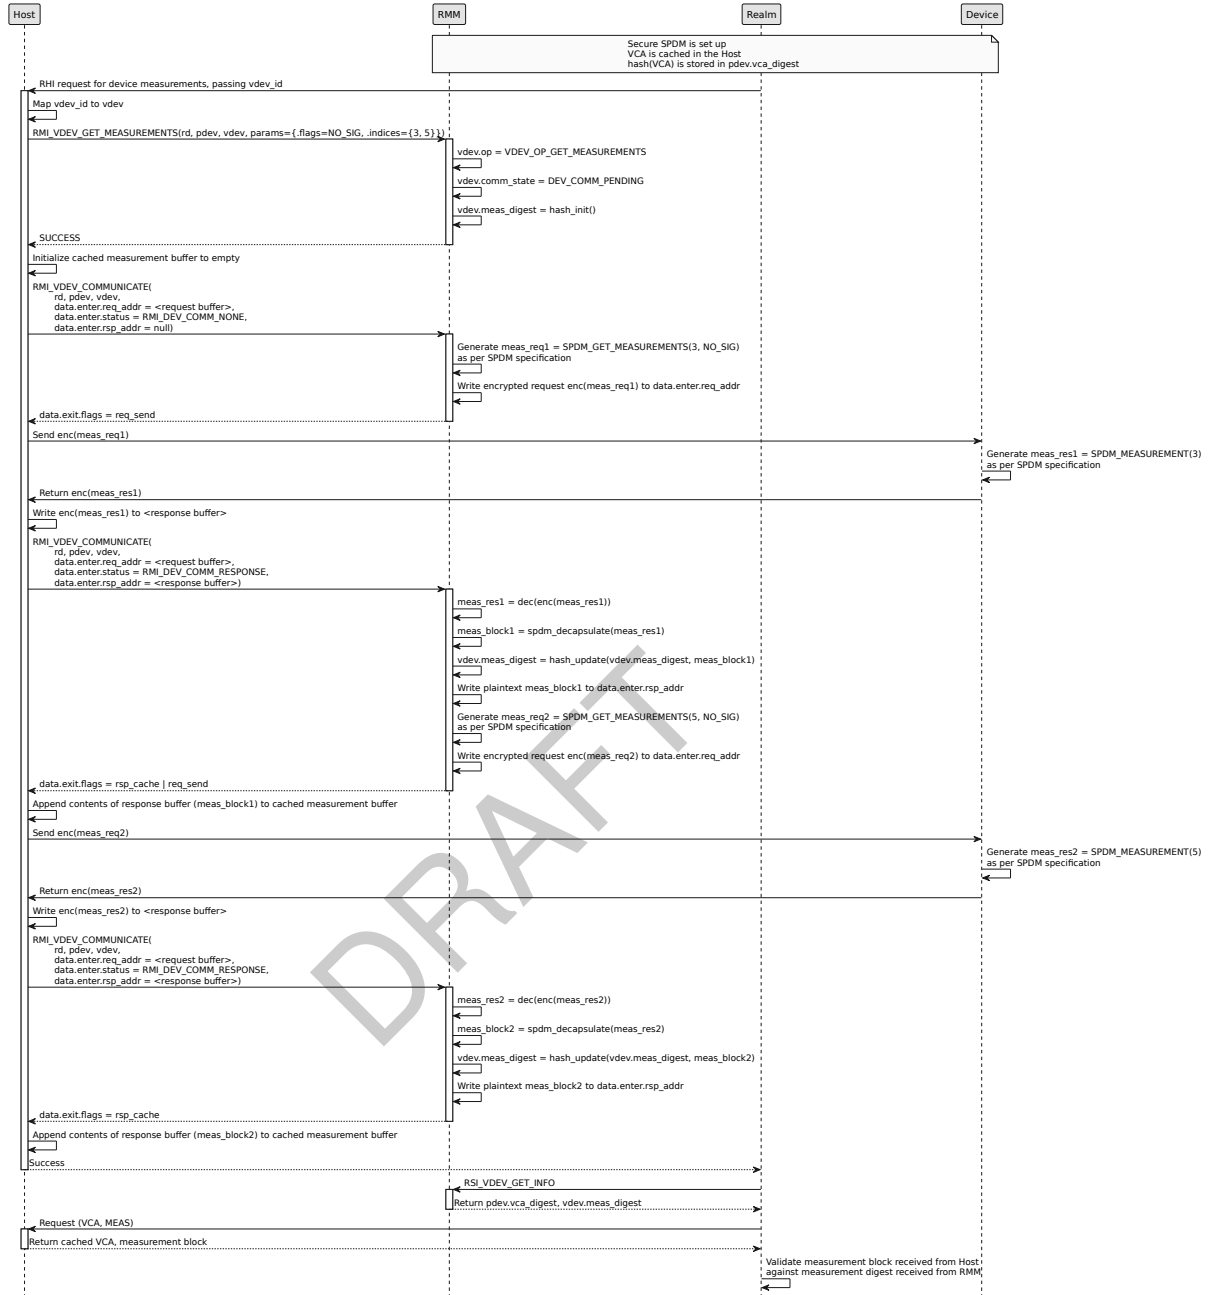 Host
RMM
Realm
Device
Secure SPDM is set up
VCA is cached in the Host
hash(VCA) is stored in pdev.vca_digest
RHI request for device measurements, passing vdev_id
Map vdev_id to vdev
RMI_VDEV_GET_MEASUREMENTS(rd, pdev, vdev, params={.flags=NO_SIG, .indices={3, 5}})
vdev.op = VDEV_OP_GET_MEASUREMENTS
vdev.comm_state = DEV_COMM_PENDING
vdev.meas_digest = hash_init()
SUCCESS
Initialize cached measurement buffer to empty
RMI_VDEV_COMMUNICATE(
rd, pdev, vdev,
data.enter.req_addr = <request buffer>,
data.enter.status = RMI_DEV_COMM_NONE,
data.enter.rsp_addr = null)
Generate meas_req1 = SPDM_GET_MEASUREMENTS(3, NO_SIG)
as per SPDM specification
Write encrypted request enc(meas_req1) to data.enter.req_addr
data.exit.flags = req_send
Send enc(meas_req1)
Generate meas_res1 = SPDM_MEASUREMENT(3)
as per SPDM specification
Return enc(meas_res1)
Write enc(meas_res1) to <response buffer>
RMI_VDEV_COMMUNICATE(
rd, pdev, vdev,
data.enter.req_addr = <request buffer>,
data.enter.status = RMI_DEV_COMM_RESPONSE,
data.enter.rsp_addr = <response buffer>)
meas_res1 = dec(enc(meas_res1))
meas_block1 = spdm_decapsulate(meas_res1)
vdev.meas_digest = hash_update(vdev.meas_digest, meas_block1)
Write plaintext meas_block1 to data.enter.rsp_addr
Generate meas_req2 = SPDM_GET_MEASUREMENTS(5, NO_SIG)
as per SPDM specification
Write encrypted request enc(meas_req2) to data.enter.req_addr
data.exit.flags = rsp_cache | req_send
Append contents of response buffer (meas_block1) to cached measurement buffer
Send enc(meas_req2)
Generate meas_res2 = SPDM_MEASUREMENT(5)
as per SPDM specification
Return enc(meas_res2)
Write enc(meas_res2) to <response buffer>
RMI_VDEV_COMMUNICATE(
rd, pdev, vdev,
data.enter.req_addr = <request buffer>,
data.enter.status = RMI_DEV_COMM_RESPONSE,
data.enter.rsp_addr = <response buffer>)
meas_res2 = dec(enc(meas_res2))
meas_block2 = spdm_decapsulate(meas_res2)
vdev.meas_digest = hash_update(vdev.meas_digest, meas_block2)
Write plaintext meas_block2 to data.enter.rsp_addr
data.exit.flags = rsp_cache
Append contents of response buffer (meas_block2) to cached measurement buffer
Success
RSI_VDEV_GET_INFO
Return pdev.vca_digest, vdev.meas_digest
Request (VCA, MEAS)
Return cached VCA, measurement block
Validate measurement block received from Host
against measurement digest received from RMM
DRAFT